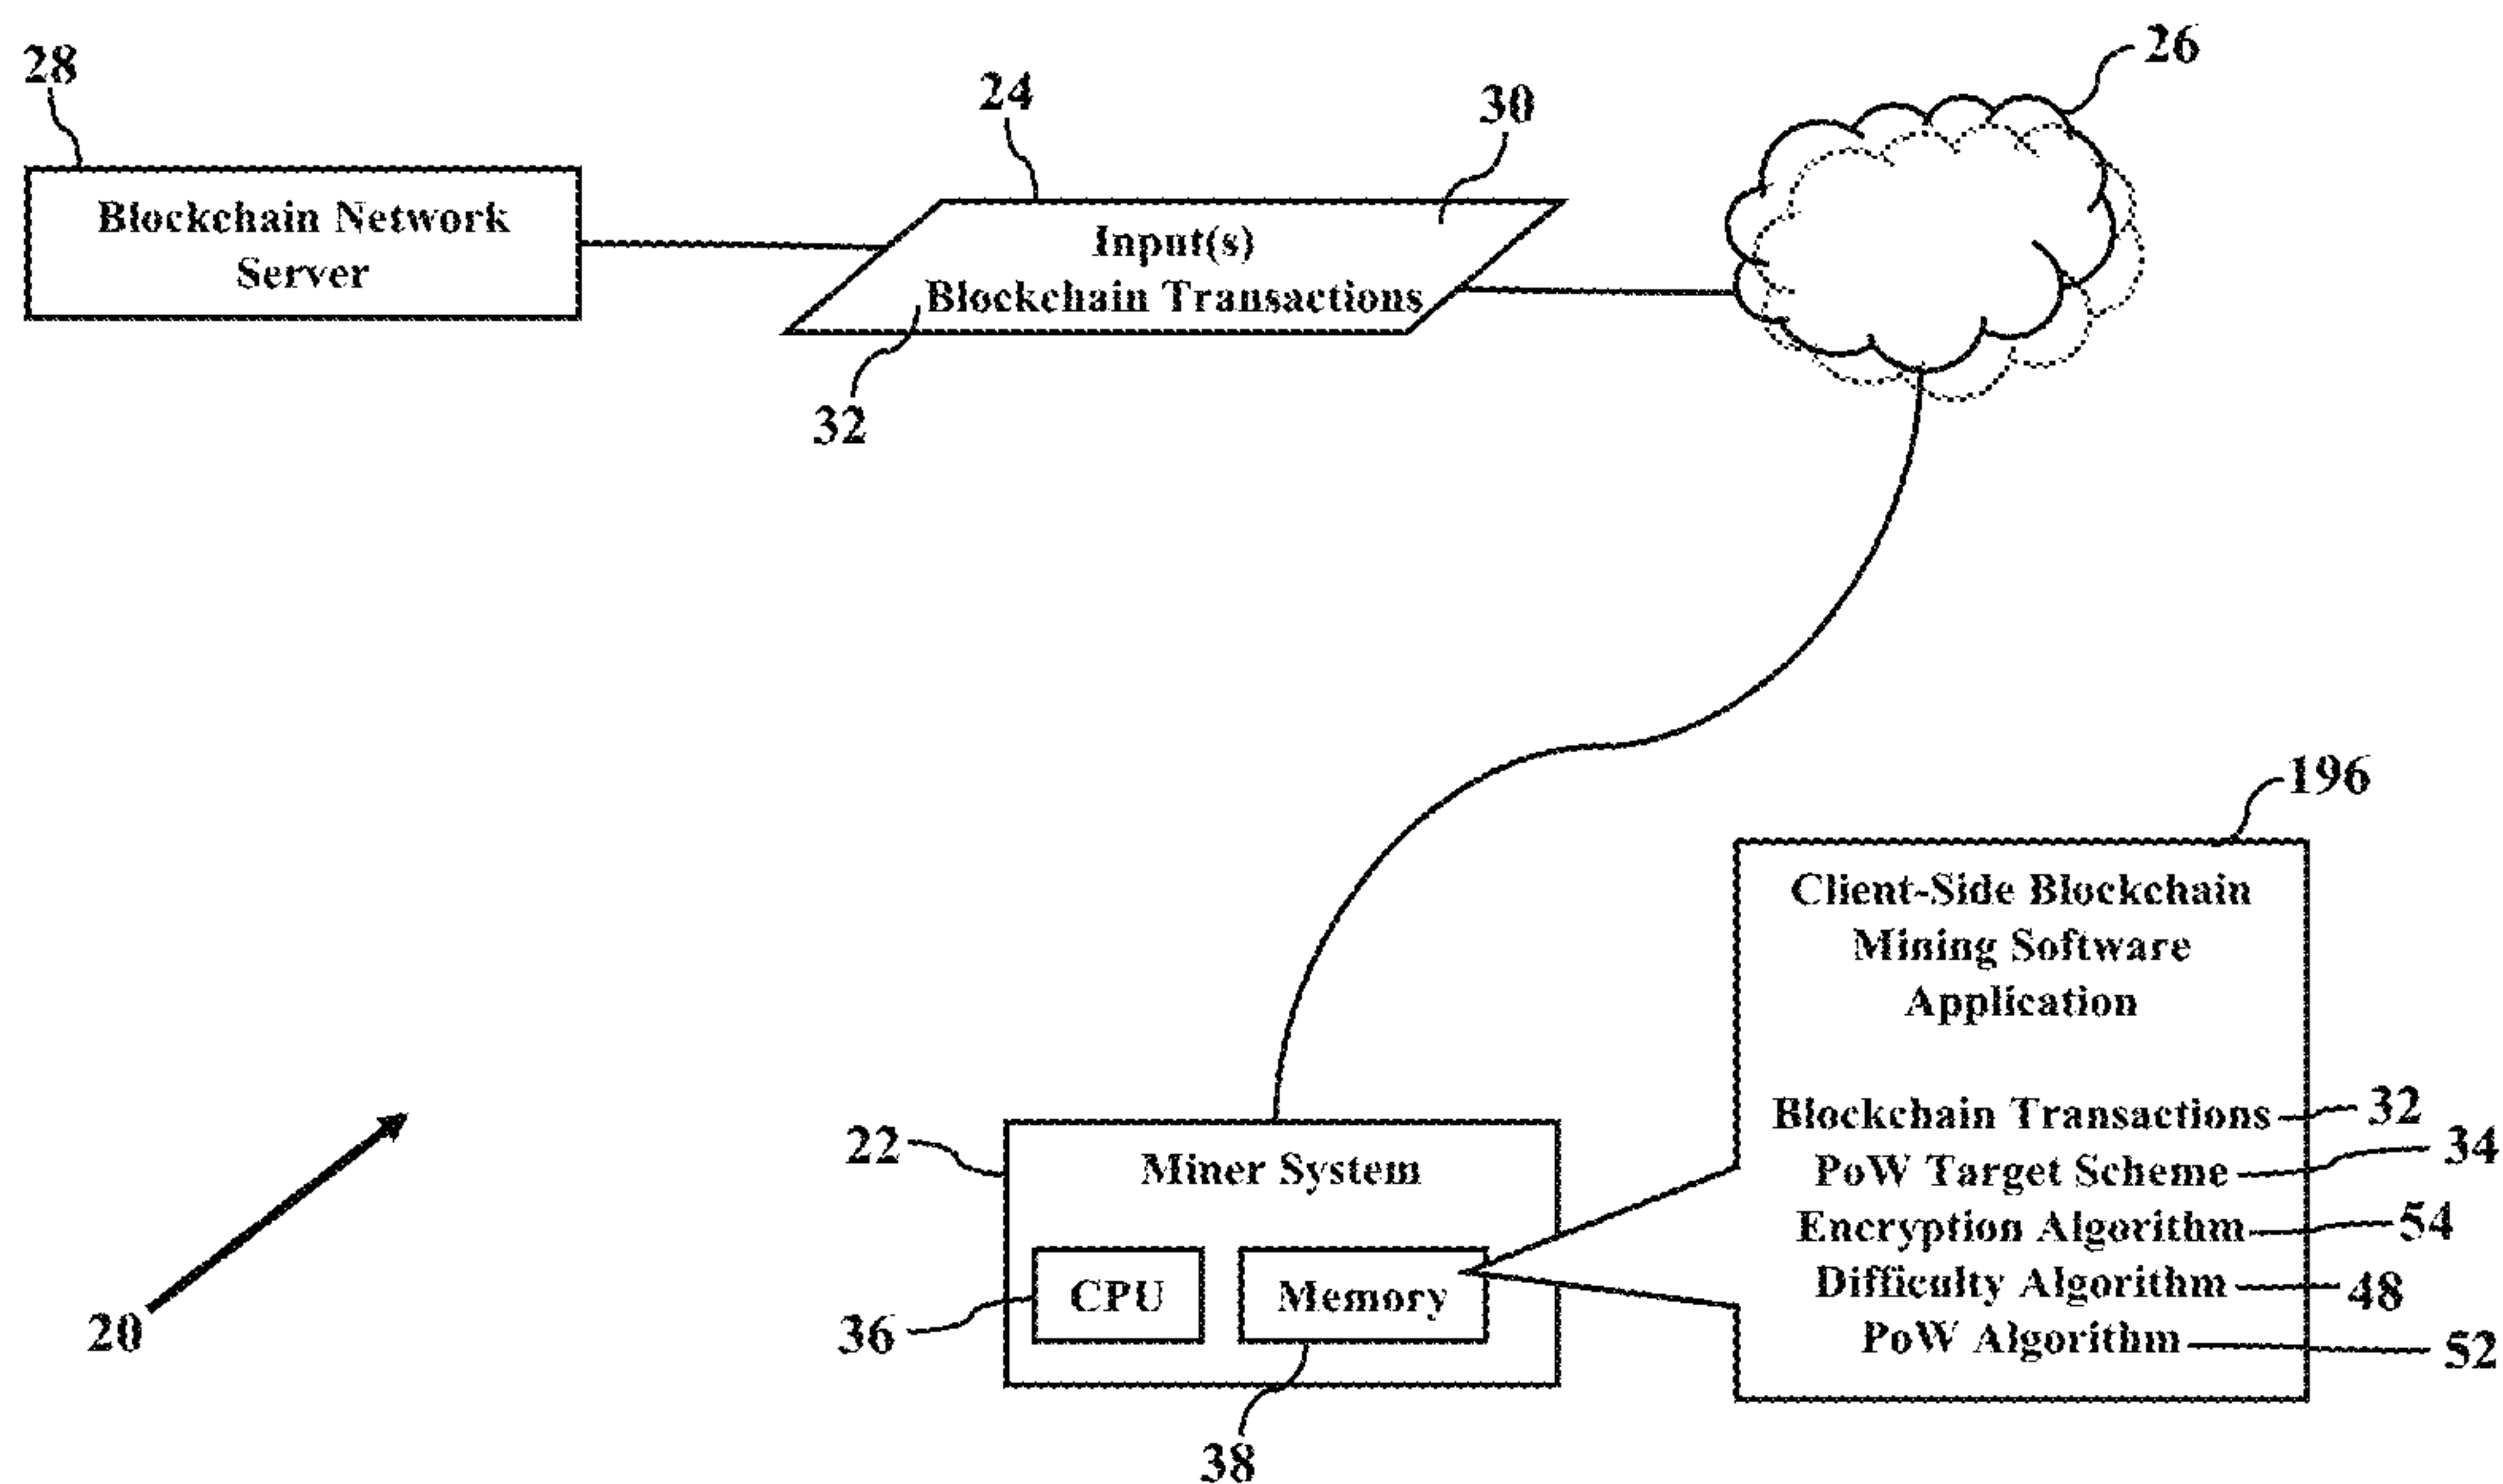 28
24
30
26
Blockchain Network
Server
Input(s)
Blockchain Transactions
32
196
Client-Side Blockchain
Mining Software
Application
Blockchain Transactions 32
PoW Target Scheme 34
Encryption Algorithm 54
Difficulty Algorithm 48
PoW Algorithm 52
22
Miner System
CPU
Memory
36
38
20